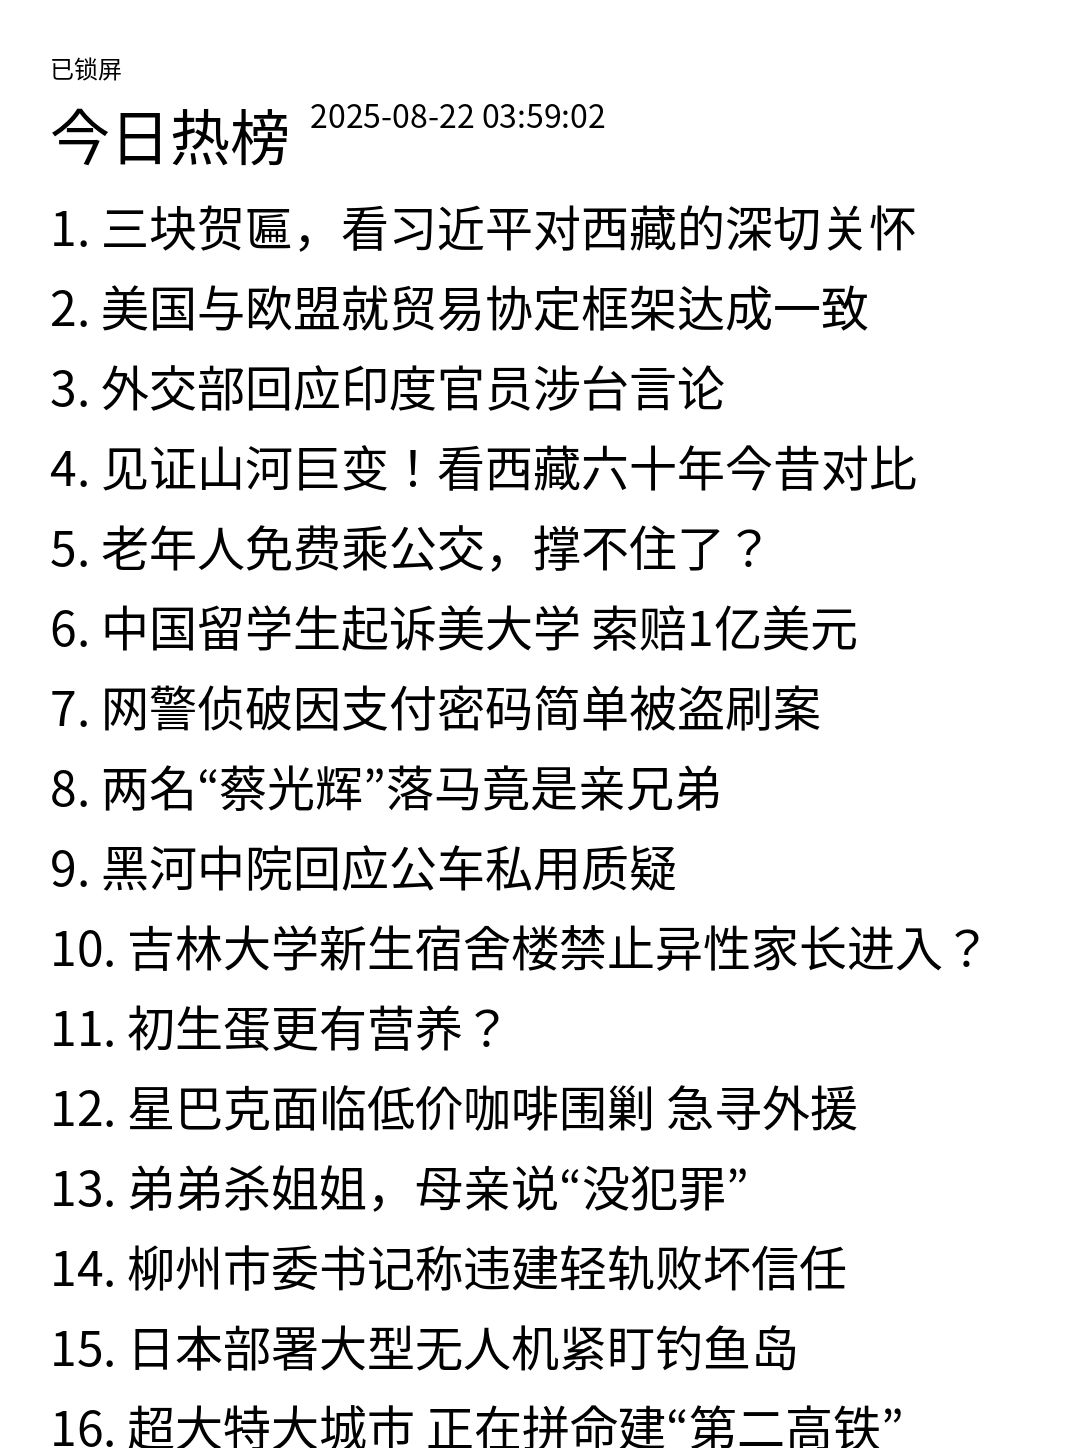 已锁屏
今日热榜 2025-08-22 03:59:02
1. 三块贺匾，看习近平对西藏的深切关怀
2. 美国与欧盟就贸易协定框架达成一致
3. 外交部回应印度官员涉台言论
4. 见证山河巨变！看西藏六十年今昔对比
5. 老年人免费乘公交，撑不住了？
6. 中国留学生起诉美大学 索赔1亿美元
7. 网警侦破因支付密码简单被盗刷案
8. 两名“蔡光辉”落马竟是亲兄弟
9. 黑河中院回应公车私用质疑
10. 吉林大学新生宿舍楼禁止异性家长进入？
11. 初生蛋更有营养？
12. 星巴克面临低价咖啡围剿 急寻外援
13. 弟弟杀姐姐，母亲说“没犯罪”
14. 柳州市委书记称违建轻轨败坏信任
15. 日本部署大型无人机紧盯钓鱼岛
16. 超大特大城市 正在拼命建“第二高铁”